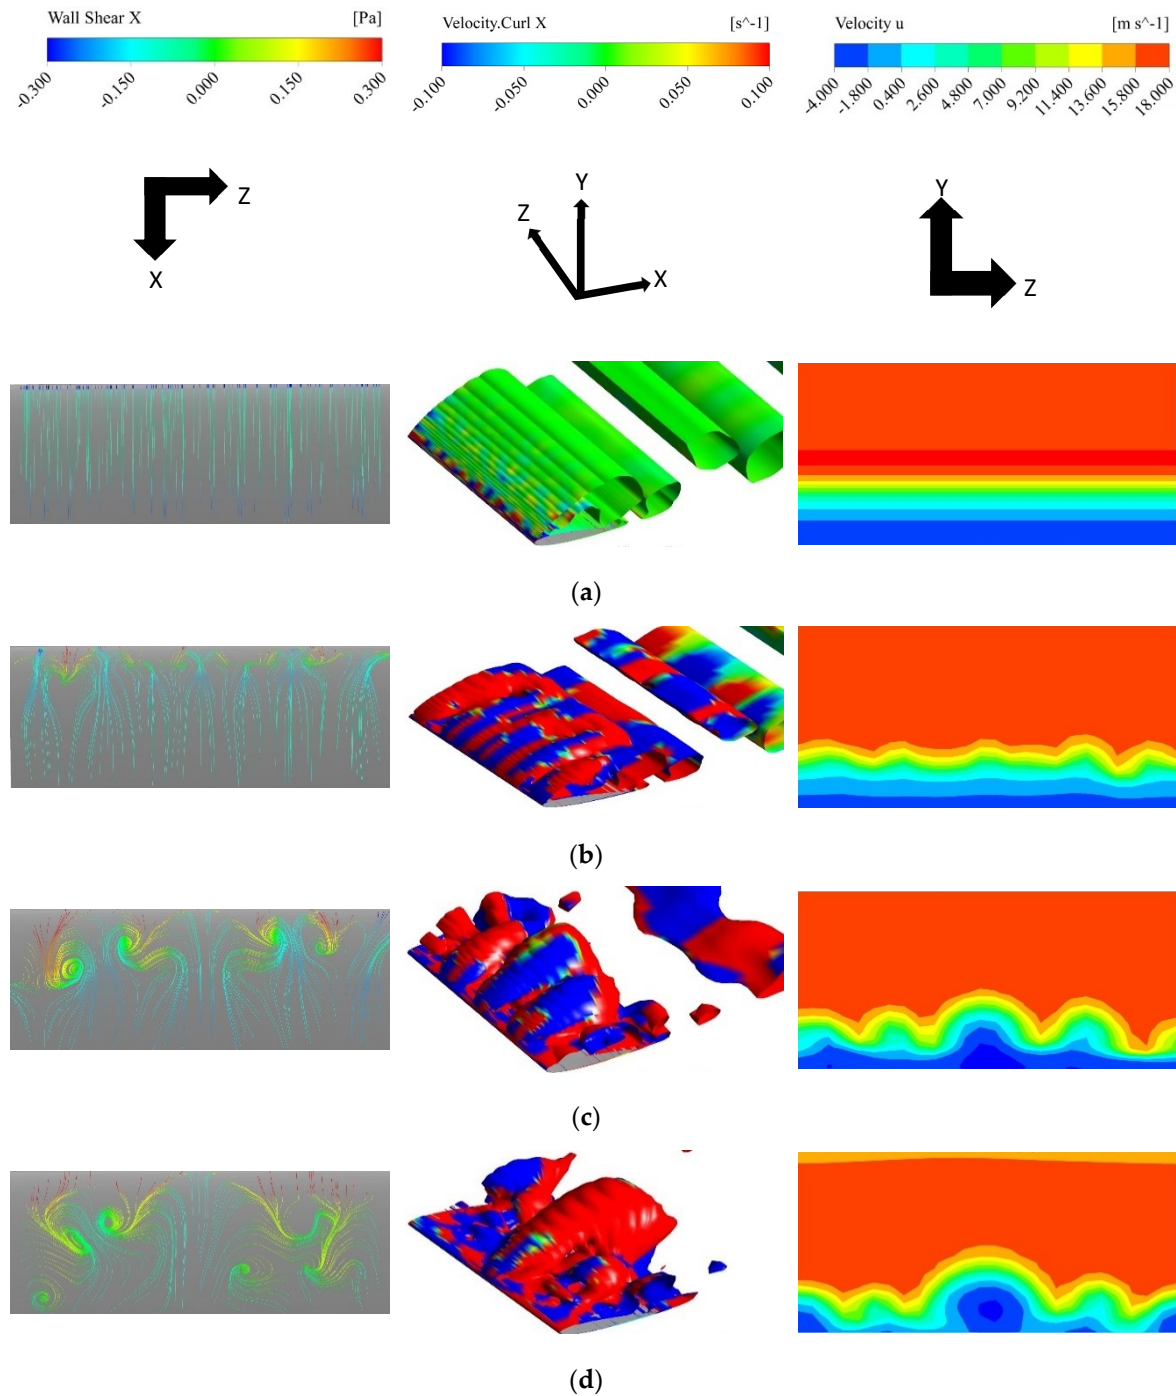 Wall Shear X [Pa]
-0.300 -0.150 0.000 0.150 0.300
Velocity.Curl X [s^-1]
-0.100 -0.050 0.000 0.050 0.100
Velocity u [m s^-1]
-4.000 -1.800 0.400 2.600 4.800 7.000 9.200 11.400 13.600 15.800 18.000
Z
X
Y
Z
X
Y
Z
(a)
(b)
(c)
(d)